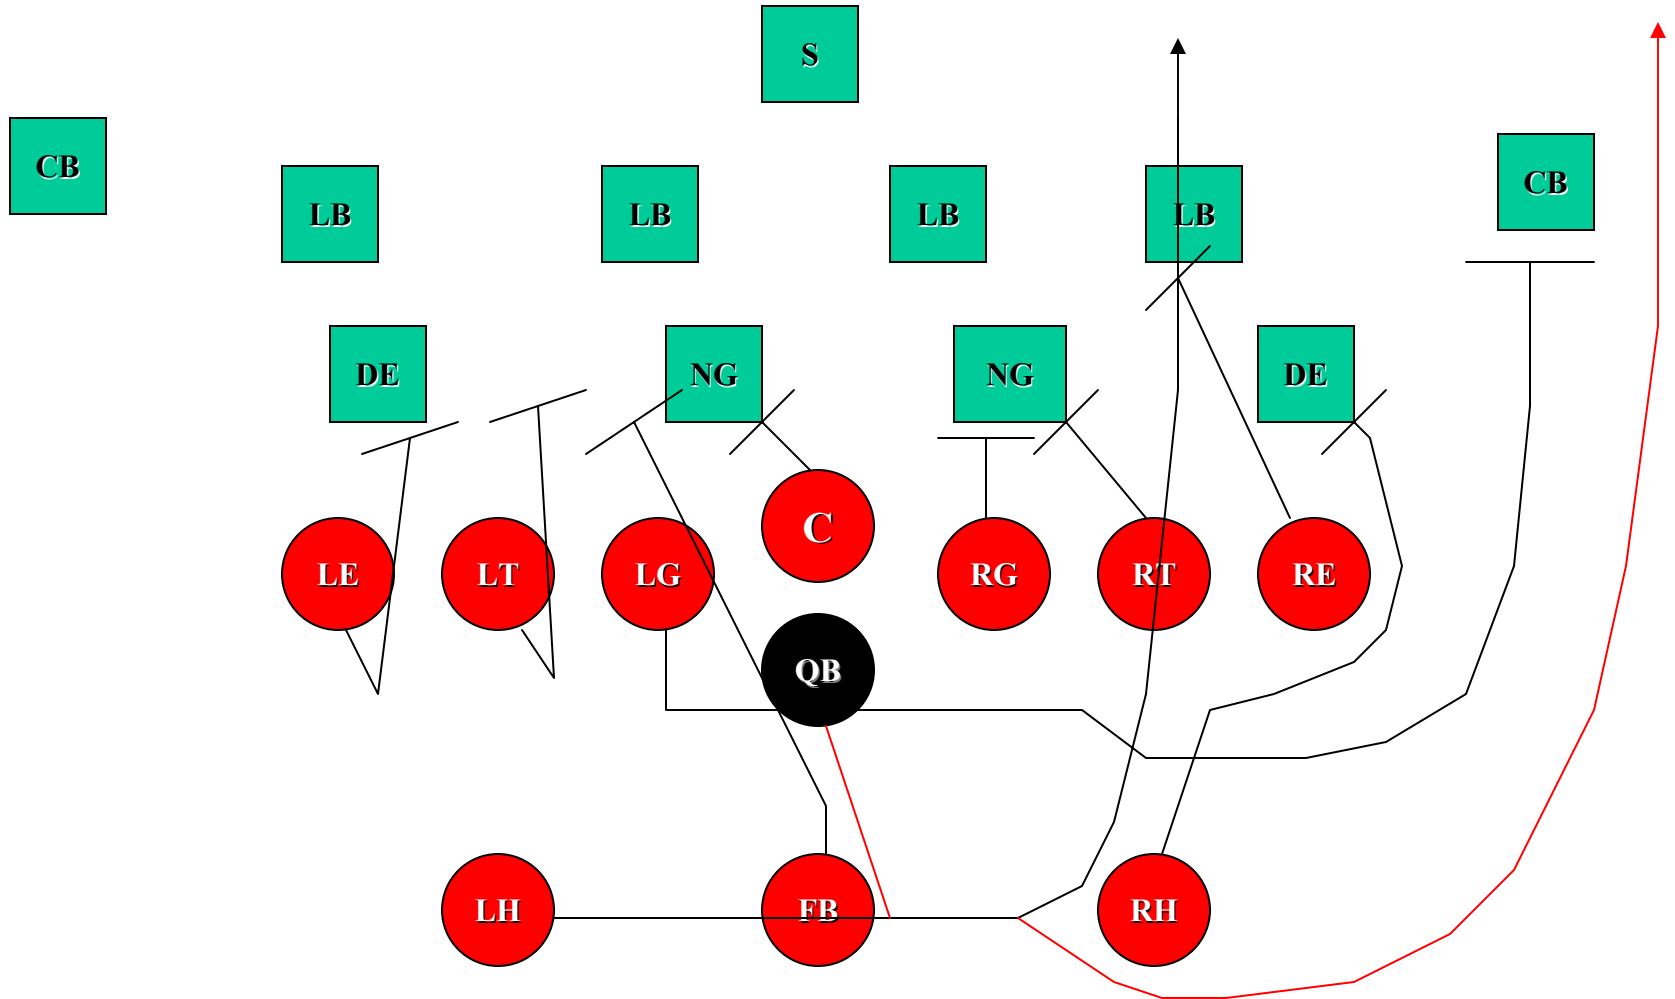 S
CB
CB
LB
LB
LB
LB
DE
NG
NG
DE
C
LE
LT
LG
RG
RT
RE
QB
LH
FB
RH